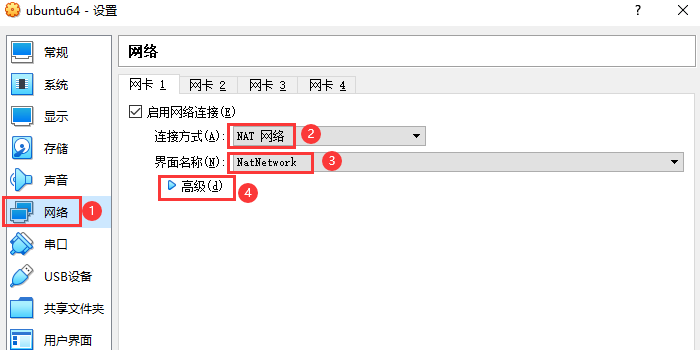 ubuntu64 - 设置
?
常规
系统
显示
存储
声音
网络
1
串口
USB设备
共享文件夹
用户界面
网络
网卡 1
网卡 2
网卡 3
网卡 4
启用网络连接(E)
连接方式(A):
NAT 网络
2
界面名称(N):
NatNetwork
3
高级(d)
4